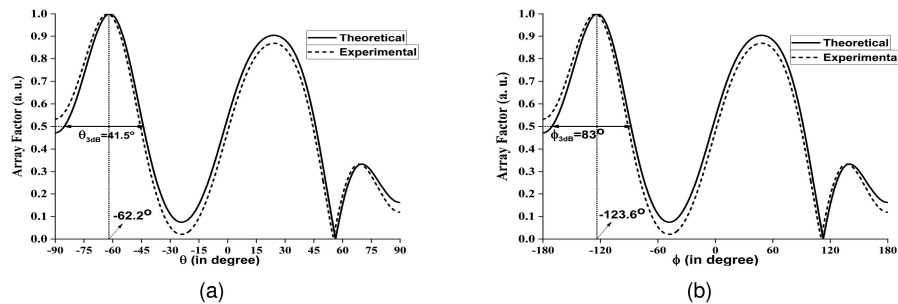 1.0
0.9
0.8
0.7
0.6
0.5
0.4
0.3
0.2
0.1
0.0
Array Factor (a. u.)
Theoretical
Experimental
θ3dB=41.5o
-62.2O
-90 -75 -60 -45 -30 -15 0 15 30 45 60 75 90
θ (in degree)
(a)
1.0
0.9
0.8
0.7
0.6
0.5
0.4
0.3
0.2
0.1
0.0
Array Factor (a. u.)
Theoretical
Experimenta
ϕ3dB=83O
-123.6O
-180 -120 -60 0 60 120 180
ϕ (in degree)
(b)